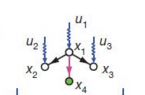 u₁
u₂ u₃
x₁
x₂ x₃
x₄